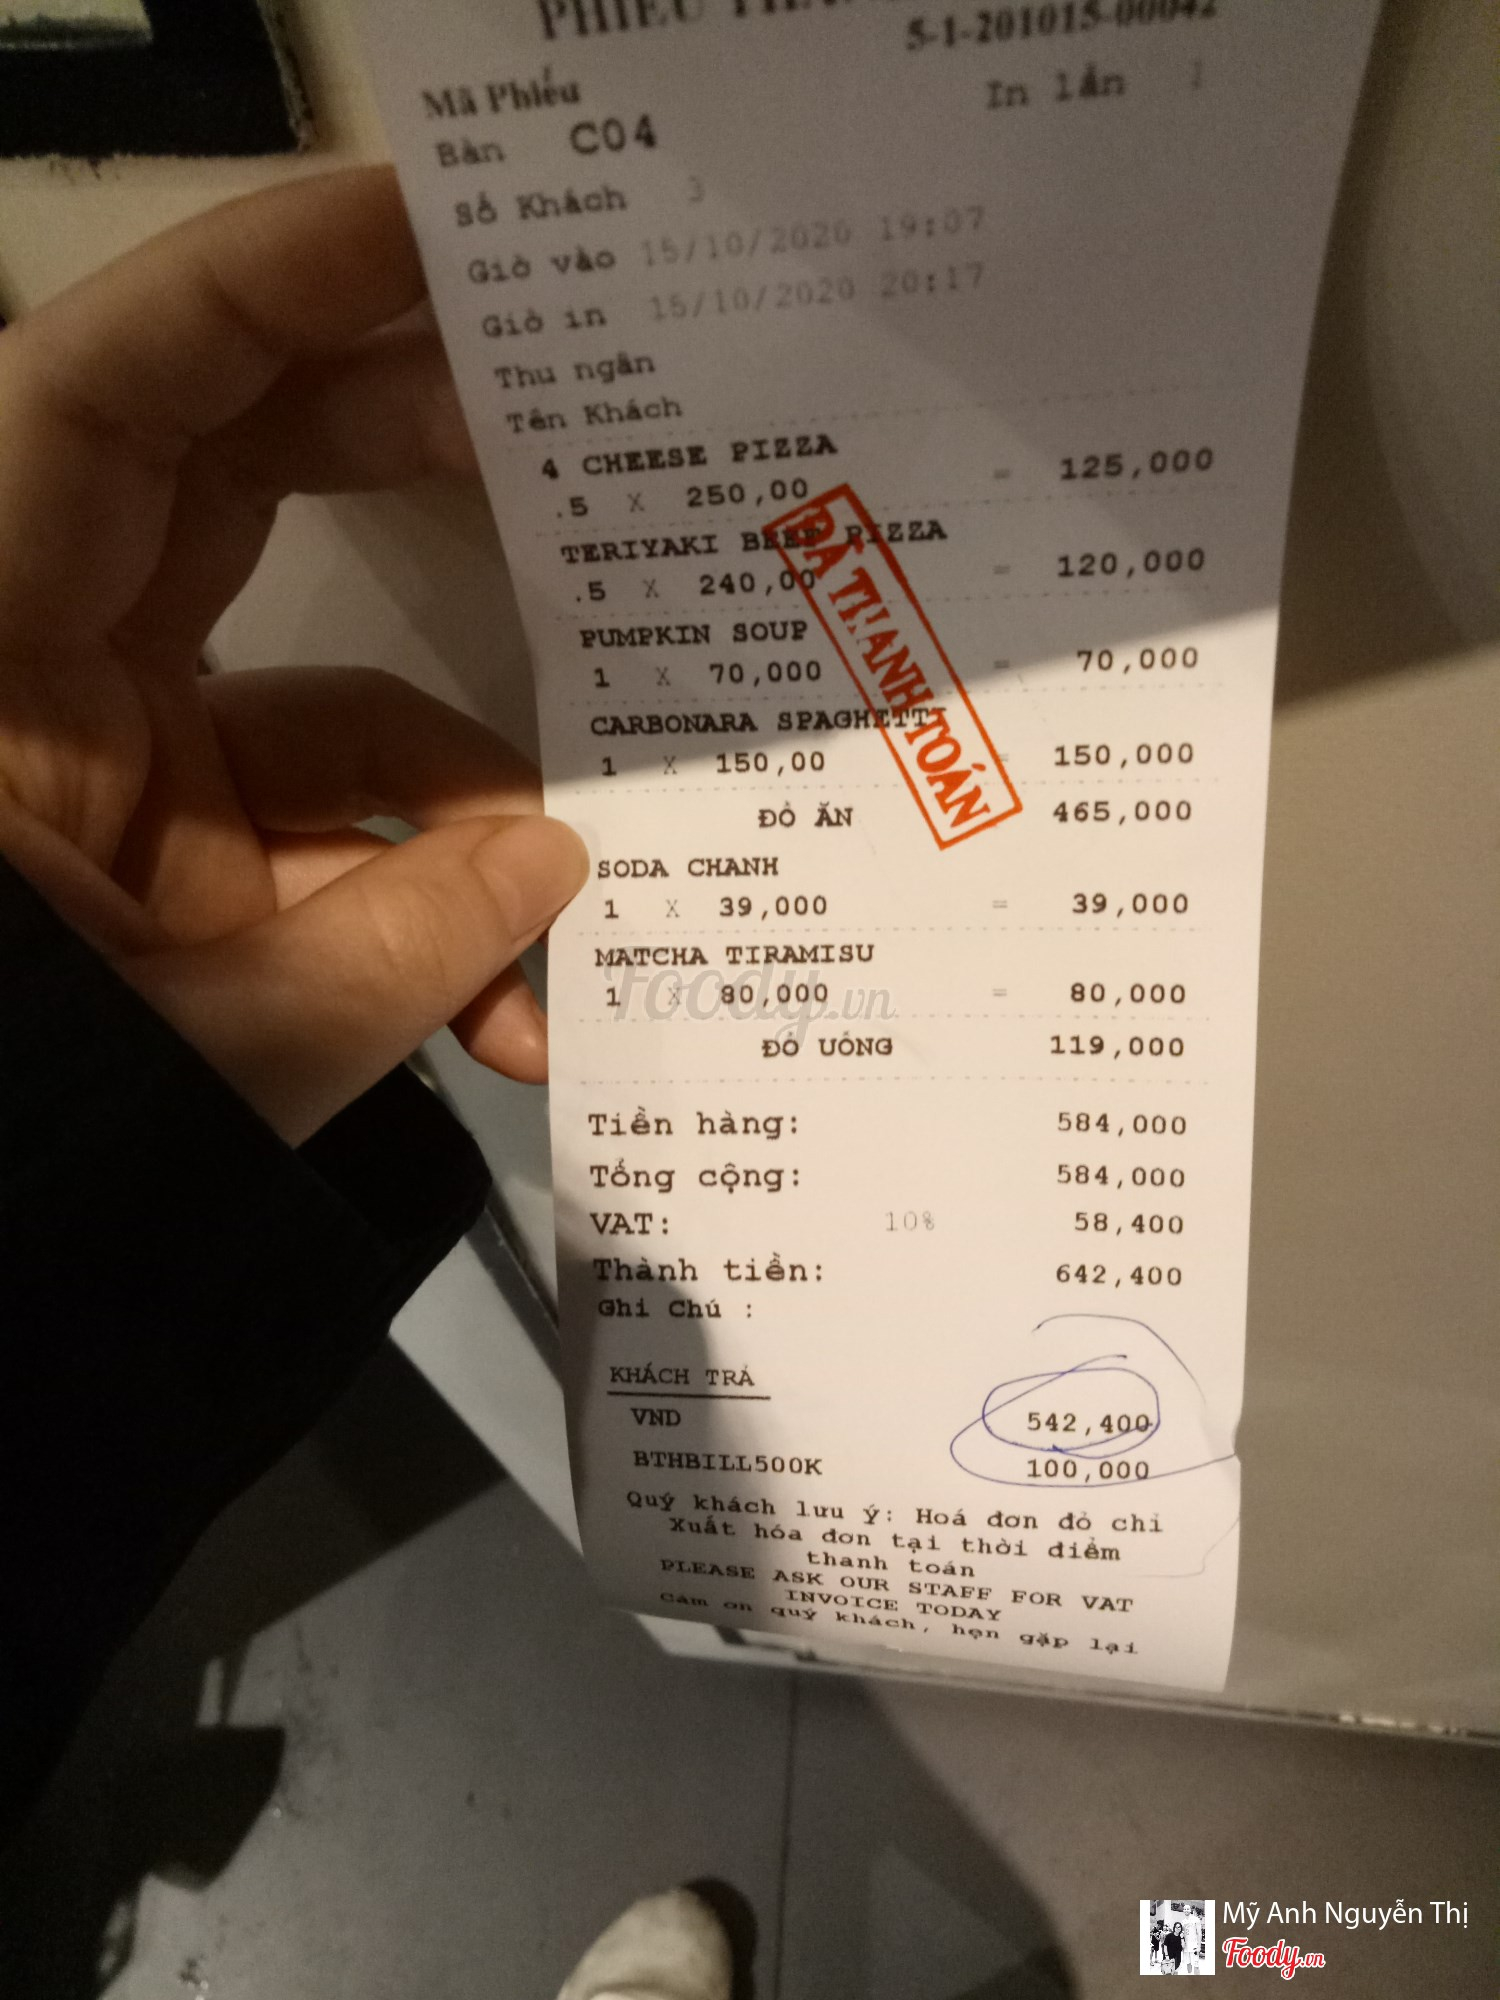 5-1-201015-00042
Mã Phiếu
In lần
Bàn C04
Số Khách 3
Giờ vào 15/10/2020 19:07
Giờ in 15/10/2020 20:17
Thu ngân
Tên Khách
4 CHEESE PIZZA
.5 X 250,00 = 125,000
TERIYAKI BEEF PIZZA
.5 X 240,00 = 120,000
PUMPKIN SOUP
1 X 70,000 = 70,000
CARBONARA SPAGHETTI
1 X 150,00 = 150,000
ĐỒ ĂN 465,000
ĐÃ THANH TOÁN
SODA CHANH
1 X 39,000 = 39,000
MATCHA TIRAMISU
1 X 80,000 = 80,000
Foody.vn
ĐỒ UỐNG 119,000
Tiền hàng: 584,000
Tổng cộng: 584,000
VAT: 10% 58,400
Thành tiền: 642,400
Ghi Chú :
KHÁCH TRẢ
VND 542,400
BTHBILL500K 100,000
Quý khách lưu ý: Hoá đơn đỏ chỉ
Xuất hóa đơn tại thời điểm
thanh toán
PLEASE ASK OUR STAFF FOR VAT
INVOICE TODAY
Cám ơn quý khách, hẹn gặp lại
Mỹ Anh Nguyễn Thị
Foody.vn